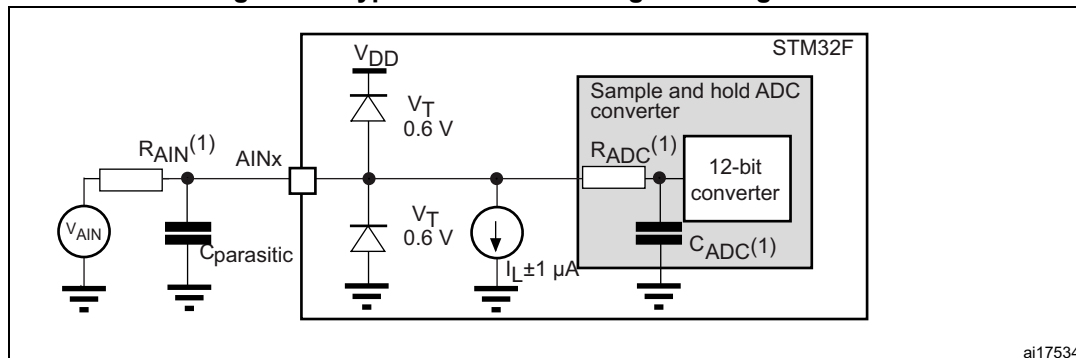 STM32F
VDD
Sample and hold ADC
converter
VT
0.6 V
RAIN(1)
AINx
RADC(1)
12-bit
converter
VAIN
Cparasitic
VT
0.6 V
IL±1 µA
CADC(1)
ai17534